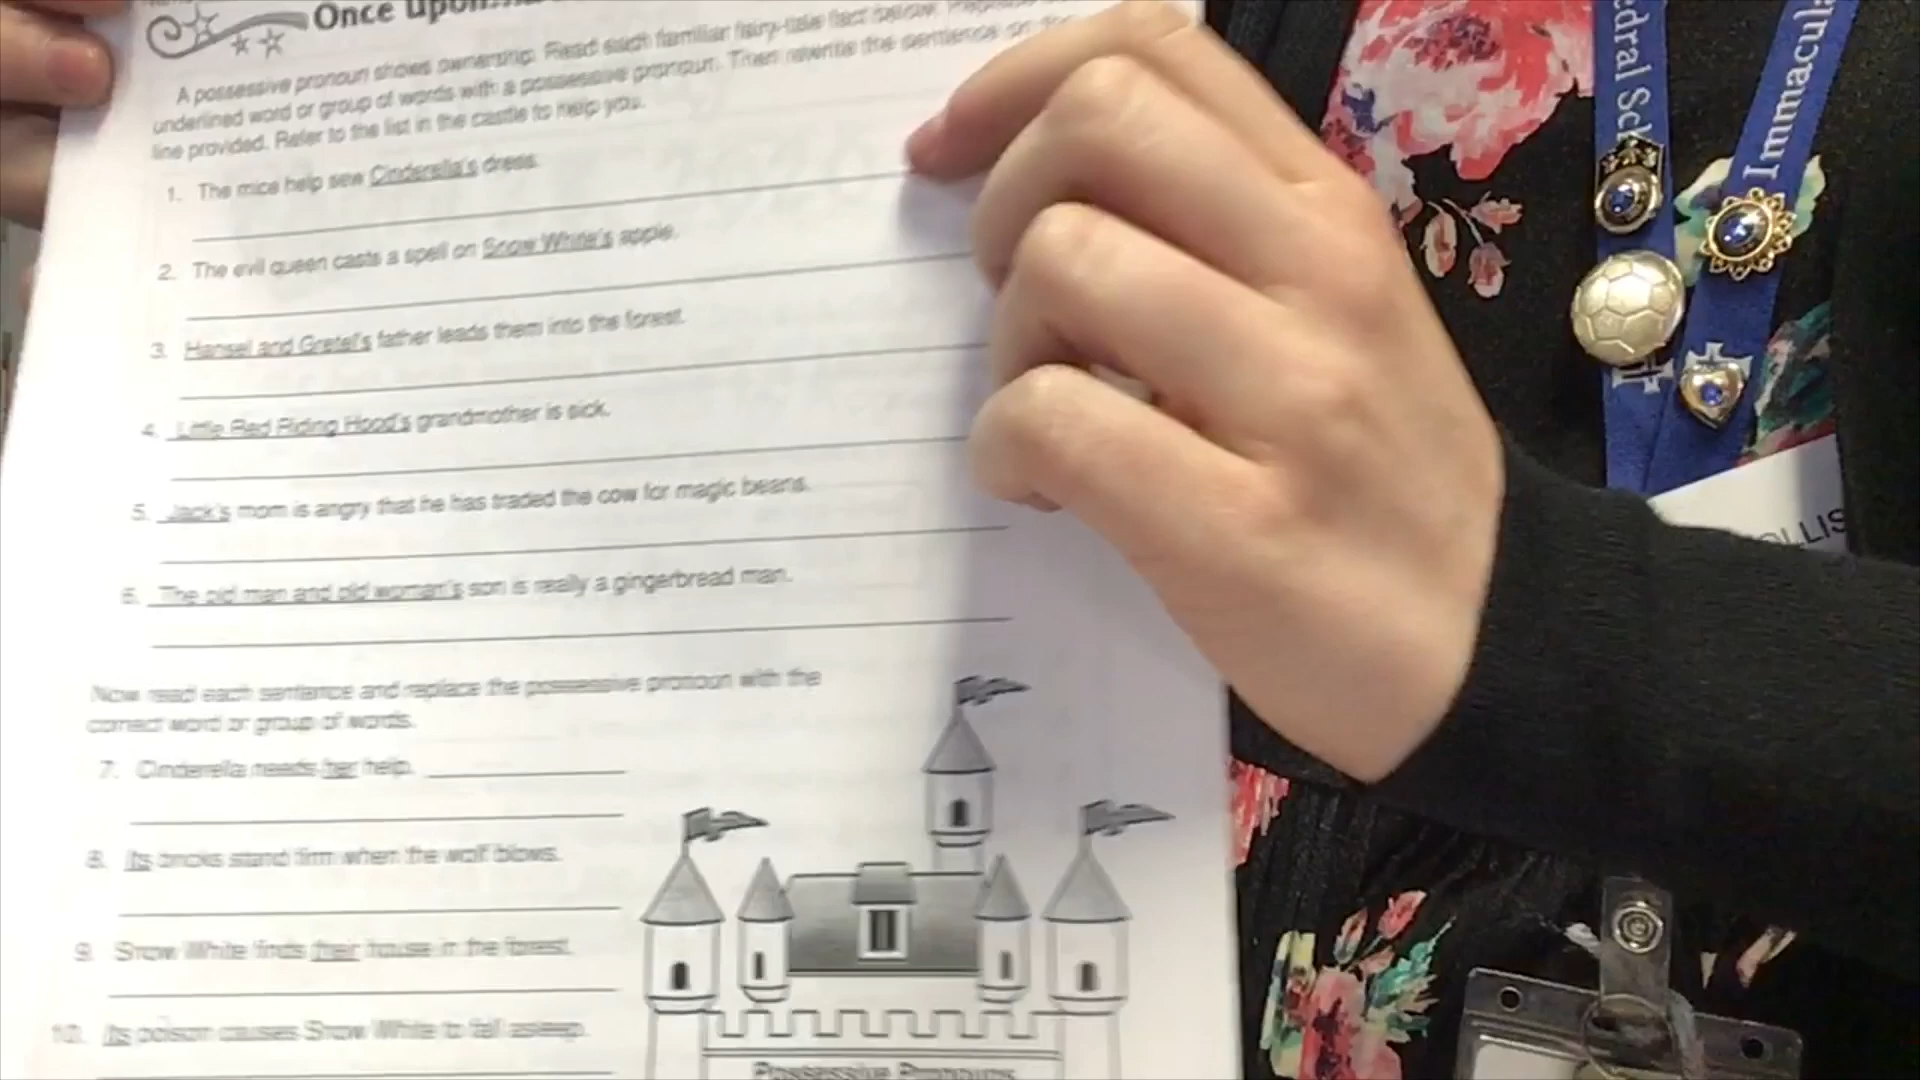 Once upon
A possessive pronoun shows ownership. Read each familiar fairy-tale fact below.
underlined word or group of words with a possessive pronoun. Then rewrite the sentence on the
line provided. Refer to the list in the castle to help you.
1. The mice help sew Cinderella's dress.
2. The evil queen casts a spell on Snow White's apple.
3. Hansel and Gretel's father leads them into the forest.
4. Little Red Riding Hood's grandmother is sick.
5. Jack's mom is angry that he has traded the cow for magic beans.
6. The old man and old woman's son is really a gingerbread man.
Now read each sentence and replace the possessive pronoun with the
correct word or group of words.
7. Cinderella needs her help.
8. Its bricks stand firm when the wolf blows.
9. Snow White finds their house in the forest.
10. Its poison causes Snow White to fall asleep.
Possessive Pronouns
edral Sch
Immacula
OLLIS